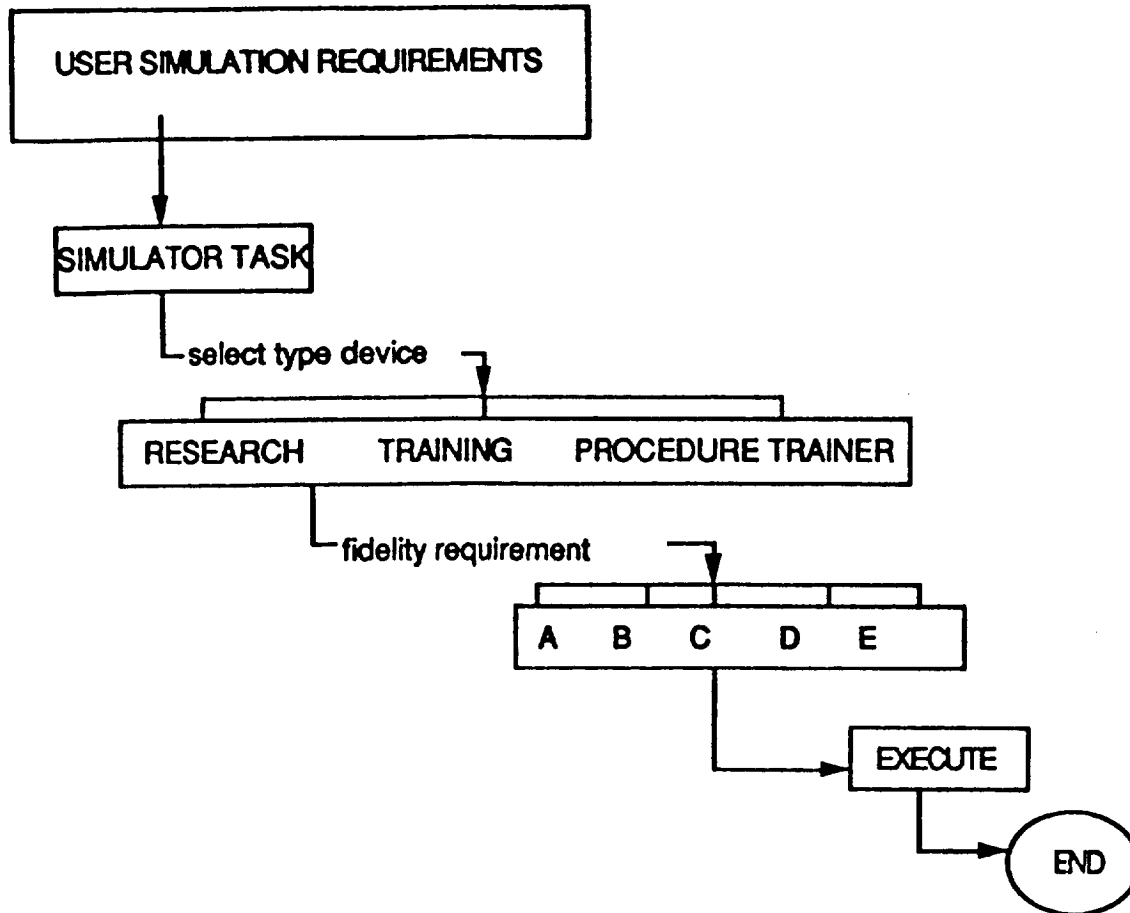 USER SIMULATION REQUIREMENTS
SIMULATOR TASK
select type device
RESEARCH TRAINING PROCEDURE TRAINER
fidelity requirement
A B C D E
EXECUTE
END